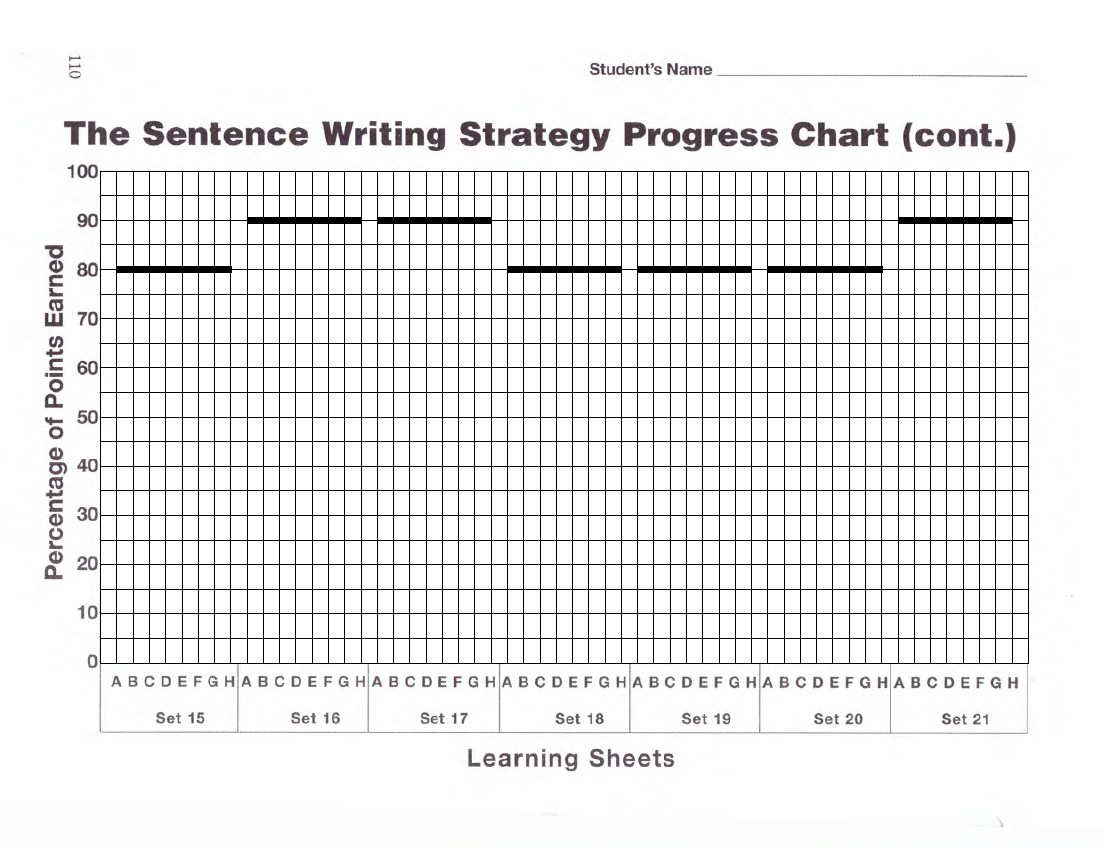 110
Student's Name
The Sentence Writing Strategy Progress Chart (cont.)
Percentage of Points Earned
100
90
80
70
60
50
40
30
20
10
0
A B C D E F G H A B C D E F G H A B C D E F G H A B C D E F G H A B C D E F G H A B C D E F G H A B C D E F G H
Set 15 Set 16 Set 17 Set 18 Set 19 Set 20 Set 21
Learning Sheets